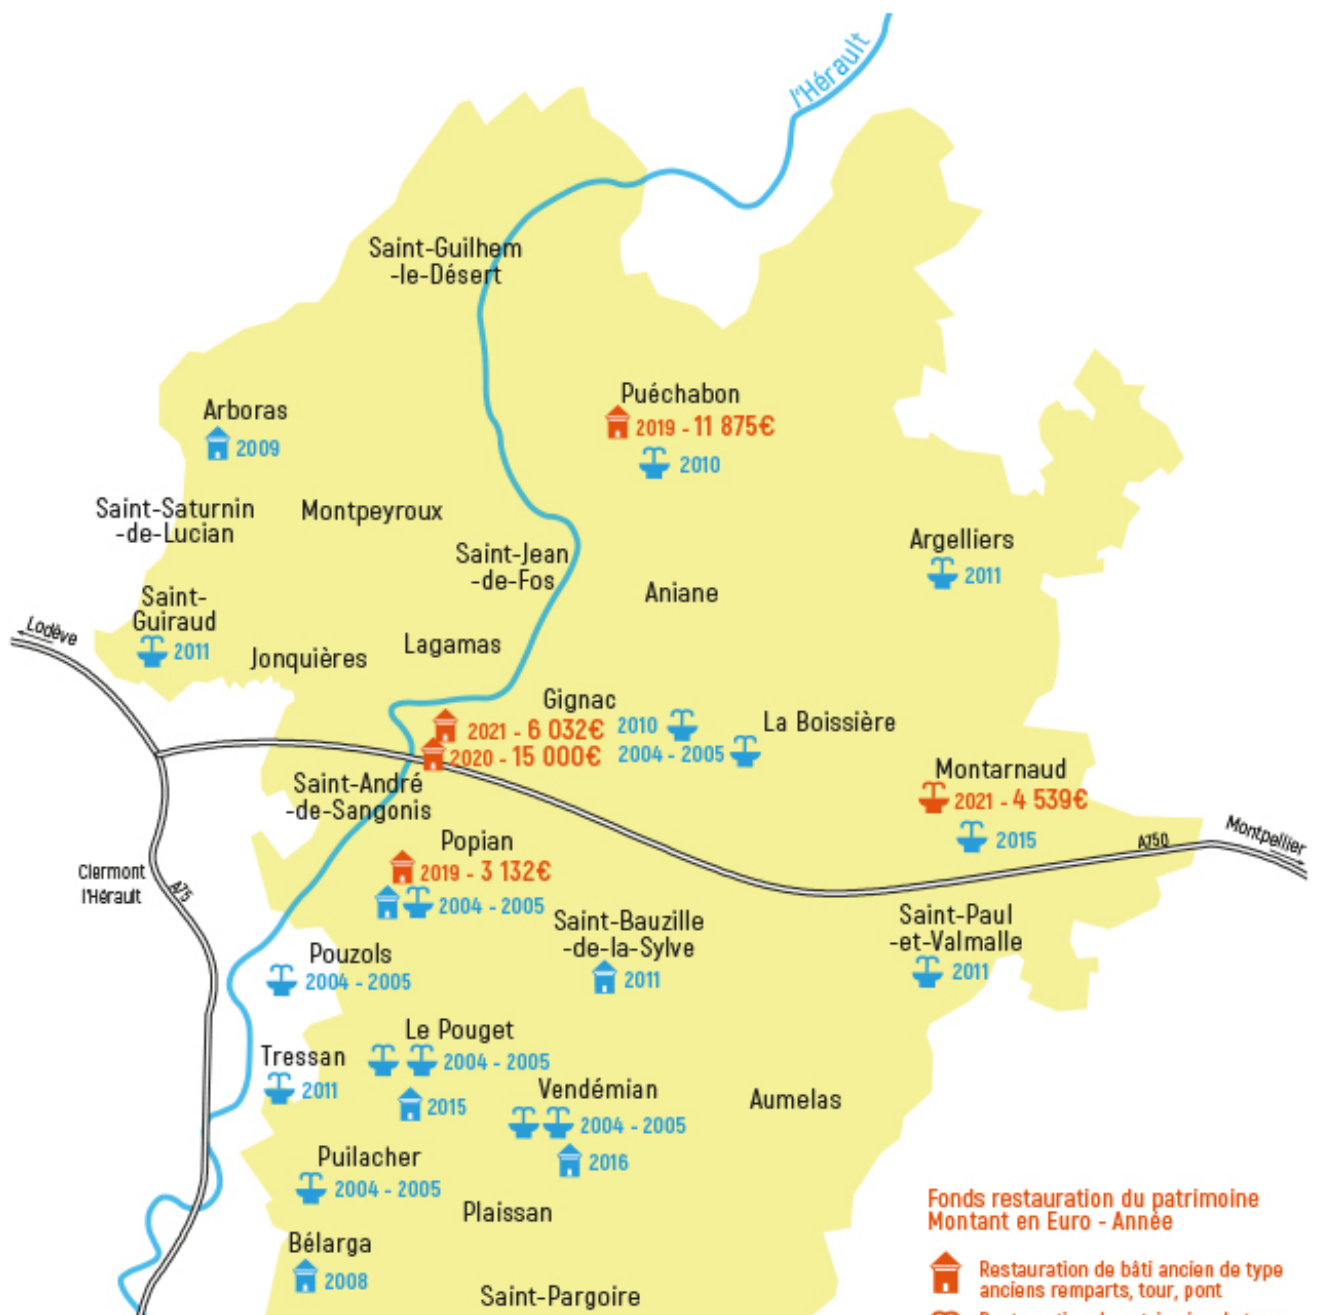 l'Hérault
Saint-Guilhem
-le-Désert
Puéchabon
2019 - 11 875€
2010
Arboras
2009
Saint-Saturnin
-de-Lucian
Montpeyroux
Saint-Jean
-de-Fos
Argelliers
2011
Aniane
Saint-
Guiraud
2011
Lodève
Jonquières
Lagamas
Gignac
2021 - 6 032€
2010
2020 - 15 000€
2004 - 2005
La Boissière
Montarnaud
2021 - 4 539€
2015
Saint-André
-de-Sangonis
A750
Montpellier
Popian
2019 - 3 132€
2004 - 2005
Clermont
l'Hérault
A75
Saint-Bauzille
-de-la-Sylve
2011
Saint-Paul
-et-Valmalle
2011
Pouzols
2004 - 2005
Le Pouget
2004 - 2005
2015
Tressan
2011
Vendémian
2004 - 2005
2016
Aumelas
Puilacher
2004 - 2005
Plaissan
Bélarga
2008
Saint-Pargoire
Fonds restauration du patrimoine
Montant en Euro - Année
Restauration de bâti ancien de type
anciens remparts, tour, pont